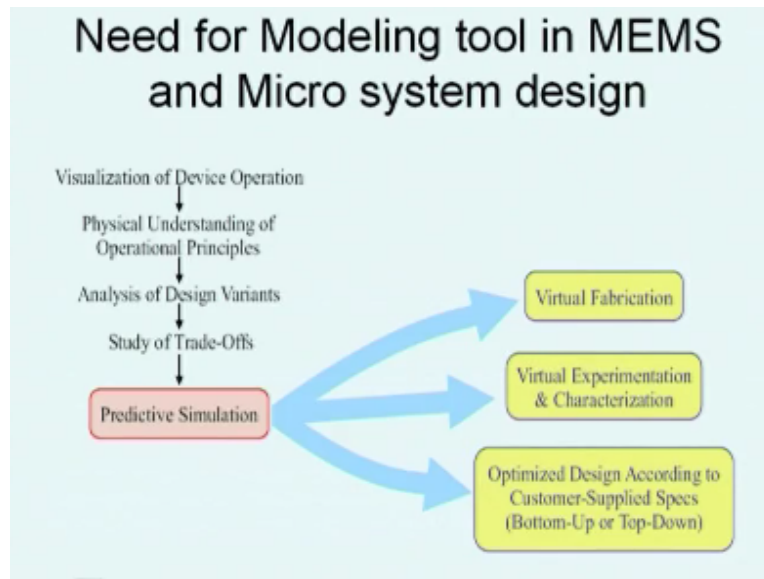 Need for Modeling tool in MEMS
and Micro system design
Visualization of Device Operation
Physical Understanding of
Operational Principles
Analysis of Design Variants
Study of Trade-Offs
Predictive Simulation
Virtual Fabrication
Virtual Experimentation
& Characterization
Optimized Design According to
Customer-Supplied Specs
(Bottom-Up or Top-Down)